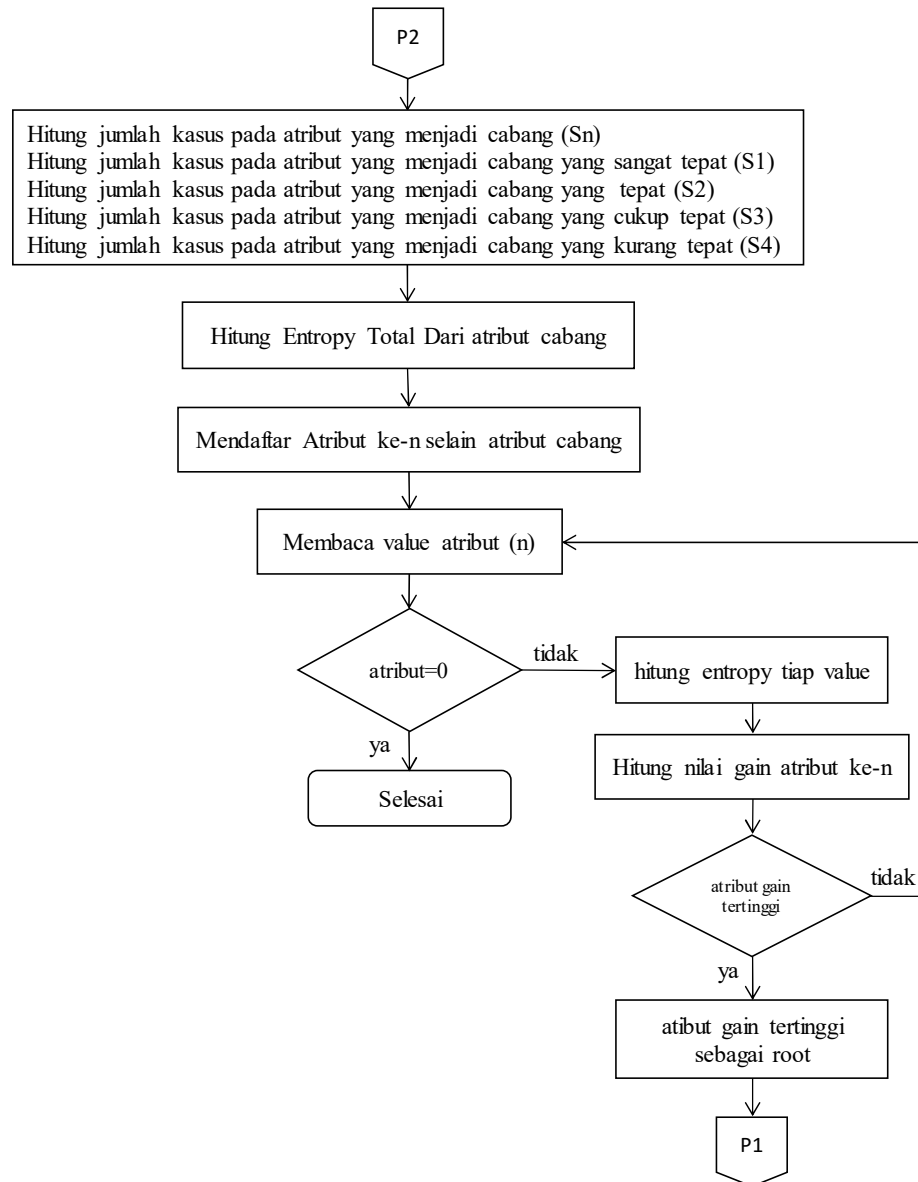 P2
Hitung jumlah kasus pada atribut yang menjadi cabang (Sn)
Hitung jumlah kasus pada atribut yang menjadi cabang yang sangat tepat (S1)
Hitung jumlah kasus pada atribut yang menjadi cabang yang tepat (S2)
Hitung jumlah kasus pada atribut yang menjadi cabang yang cukup tepat (S3)
Hitung jumlah kasus pada atribut yang menjadi cabang yang kurang tepat (S4)
Hitung Entropy Total Dari atribut cabang
Mendaftar Atribut ke-n selain atribut cabang
Membaca value atribut (n)
atribut=0
tidak
hitung entropy tiap value
ya
Selesai
Hitung nilai gain atribut ke-n
atribut gain
tertinggi
tidak
ya
atibut gain tertinggi
sebagai root
P1